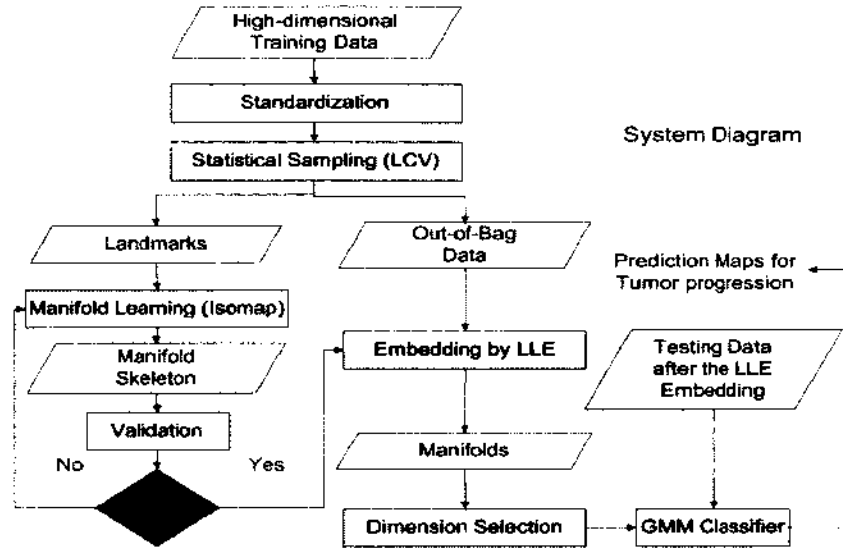 High-dimensional
Training Data
Standardization
System Diagram
Statistical Sampling (LCV)
Landmarks
Out-of-Bag
Data
Prediction Maps for
Tumor progression
Manifold Learning (Isomap)
Manifold
Skeleton
Embedding by LLE
Testing Data
after the LLE
Embedding
Validation
No
Yes
Manifolds
Dimension Selection
GMM Classifier